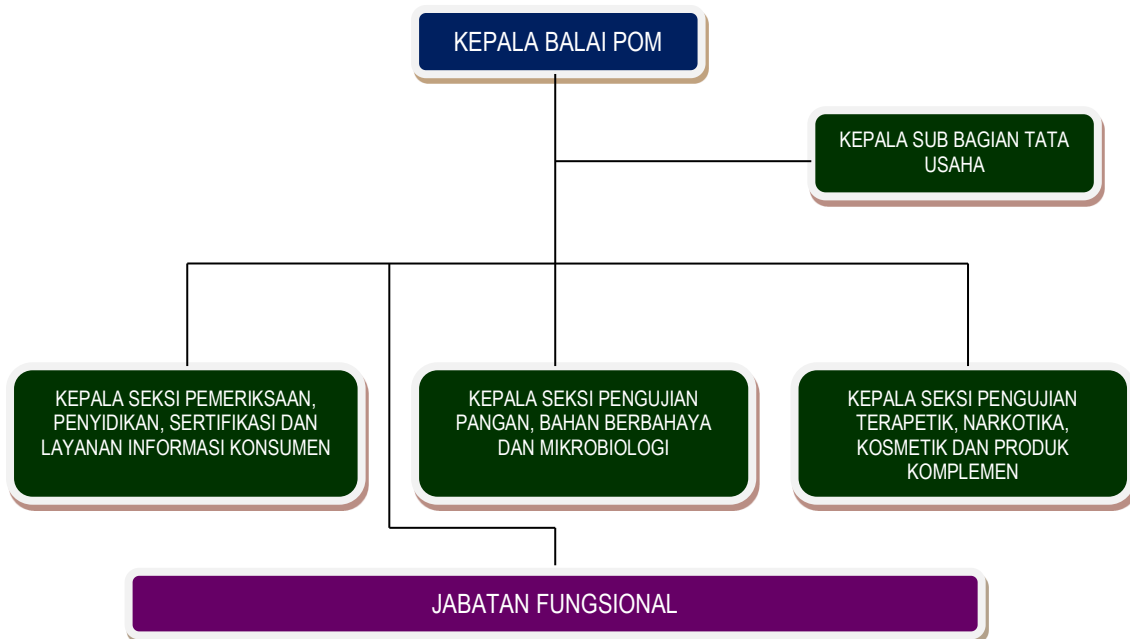 KEPALA BALAI POM
KEPALA SUB BAGIAN TATA
USAHA
KEPALA SEKSI PEMERIKSAAN,
PENYIDIKAN, SERTIFIKASI DAN
LAYANAN INFORMASI KONSUMEN
KEPALA SEKSI PENGUJIAN
PANGAN, BAHAN BERBAHAYA
DAN MIKROBIOLOGI
KEPALA SEKSI PENGUJIAN
TERAPETIK, NARKOTIKA,
KOSMETIK DAN PRODUK
KOMPLEMEN
JABATAN FUNGSIONAL